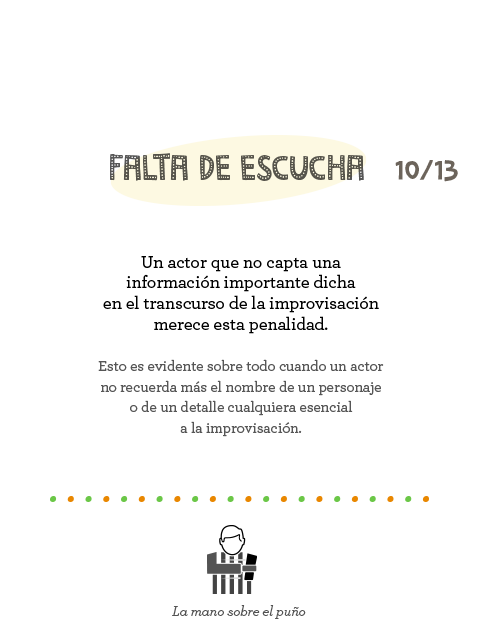 FALTA DE ESCUCHA 10/13
Un actor que no capta una
información importante dicha
en el transcurso de la improvisación
merece esta penalidad.
Esto es evidente sobre todo cuando un actor
no recuerda más el nombre de un personaje
o de un detalle cualquiera esencial
a la improvisación.
La mano sobre el puño